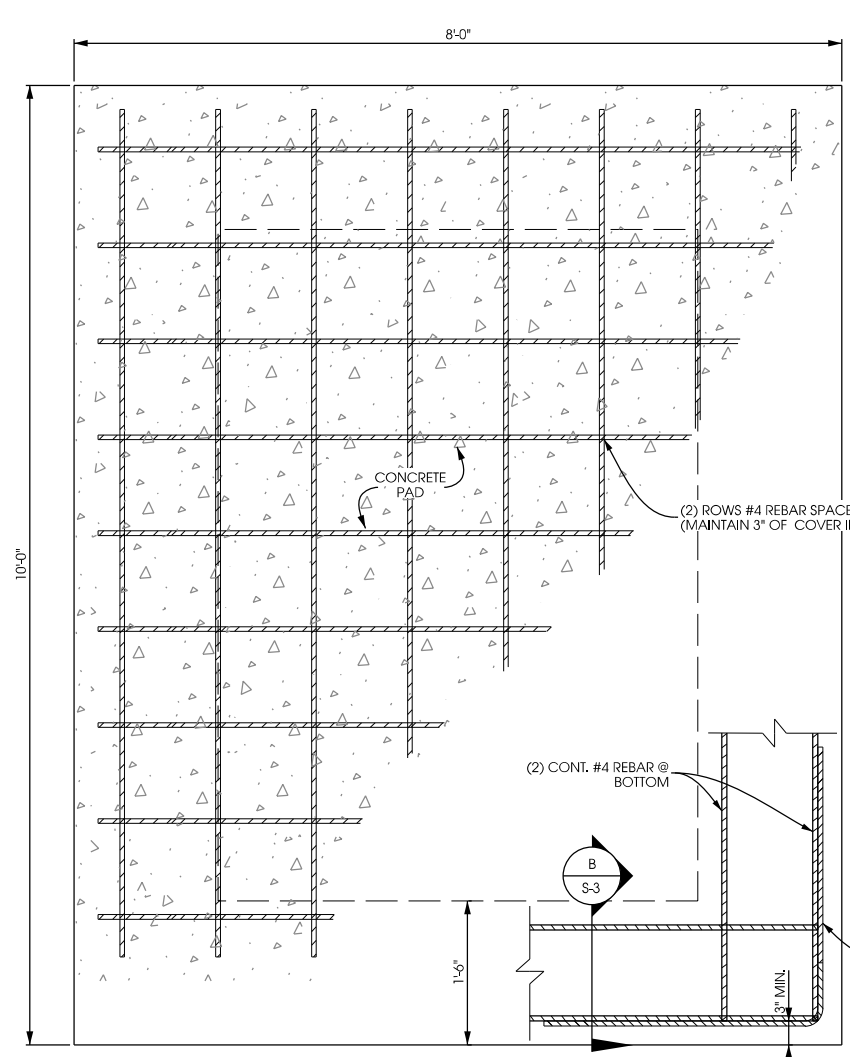 8'-0"
CONCRETE
PAD
(2) ROWS #4 REBAR
(MAINTAIN 3" OF COVER
10'-0"
(2) CONT. #4 REBAR @
BOTTOM
B
S-3
1'-6"
3" MIN.